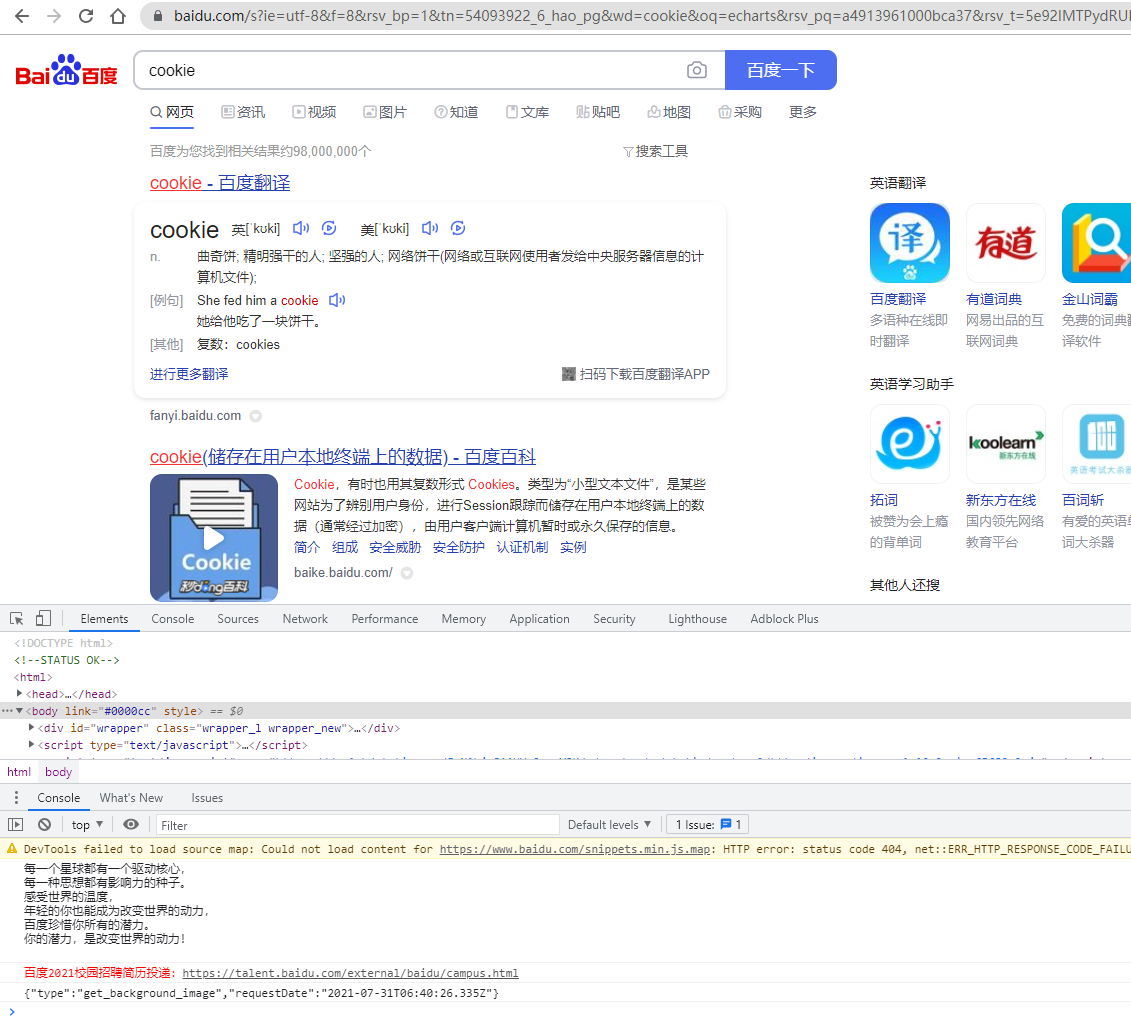 baidu.com/s?ie=utf-8&f=8&rsv_bp=1&tn=54093922_6_hao_pg&wd=cookie&oq=echarts&rsv_pq=a4913961000bca37&rsv_t=5e92IMTPydRU
Bai du 百度 cookie 百度一下
网页 资讯 视频 图片 知道 文库 贴吧 地图 采购 更多
百度为您找到相关结果约98,000,000个 搜索工具
cookie - 百度翻译
cookie 英[ˈkʊki] 美[ˈkʊki]
n. 曲奇饼; 精明强干的人; 坚强的人; 网络饼干(网络或互联网使用者发给中央服务器信息的计
算机文件);
[例句] She fed him a cookie
她给他吃了一块饼干。
[其他] 复数：cookies
进行更多翻译 扫码下载百度翻译APP
fanyi.baidu.com
cookie(储存在用户本地终端上的数据) - 百度百科
Cookie
秒dong百科
Cookie，有时也用其复数形式 Cookies。类型为“小型文本文件”，是某些
网站为了辨别用户身份，进行Session跟踪而储存在用户本地终端上的数
据（通常经过加密），由用户客户端计算机暂时或永久保存的信息。
简介 组成 安全威胁 安全防护 认证机制 实例
baike.baidu.com/
英语翻译
译 有道
百度翻译 有道词典 金山词霸
多语种在线即 网易出品的互 免费的词典
时翻译 联网词典 译软件
英语学习助手
koolearn
新东方在线
英语考试大杀
拓词 新东方在线 百词斩
被赞为会上瘾 国内领先网络 有爱的英语
的背单词 教育平台 词大杀器
其他人还搜
Elements Console Sources Network Performance Memory Application Security Lighthouse Adblock Plus
<!DOCTYPE html>
<!--STATUS OK-->
<html>
<head>…</head>
<body link="#0000cc" style> == $0
<div id="wrapper" class="wrapper_l wrapper_new">…</div>
<script type="text/javascript">…</script>
html body
Console What's New Issues
top Filter Default levels 1 Issue: 1
DevTools failed to load source map: Could not load content for https://www.baidu.com/snippets.min.js.map: HTTP error: status code 404, net::ERR_HTTP_RESPONSE_CODE_FAILU
每一个星球都有一个驱动核心，
每一种思想都有影响力的种子。
感受世界的温度，
年轻的你也能成为改变世界的动力，
百度珍惜你所有的潜力。
你的潜力，是改变世界的动力！
百度2021校园招聘简历投递：https://talent.baidu.com/external/baidu/campus.html
{"type":"get_background_image","requestDate":"2021-07-31T06:40:26.335Z"}